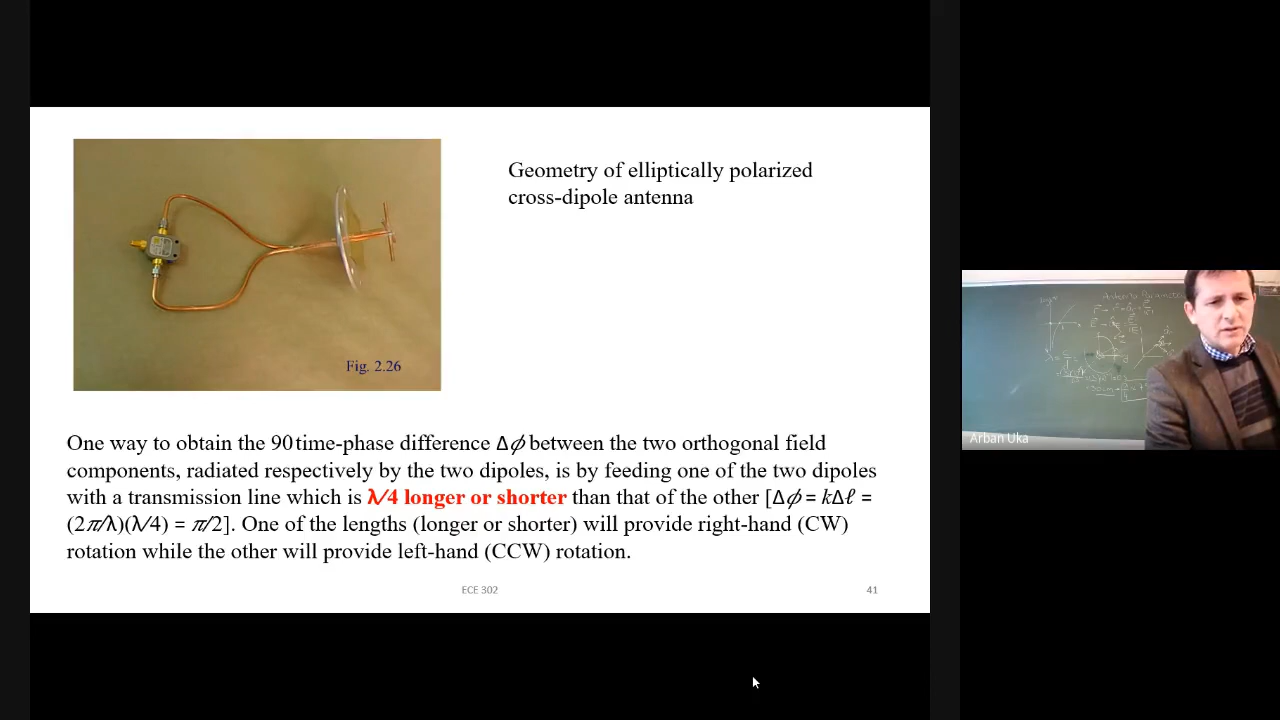 Geometry of elliptically polarized
cross-dipole antenna
Fig. 2.26
One way to obtain the 90 time-phase difference Δϕ between the two orthogonal field
components, radiated respectively by the two dipoles, is by feeding one of the two dipoles
with a transmission line which is λ/4 longer or shorter than that of the other [Δϕ = kΔℓ =
(2π/λ)(λ/4) = π/2]. One of the lengths (longer or shorter) will provide right-hand (CW)
rotation while the other will provide left-hand (CCW) rotation.
ECE 302
41
Arban Uka